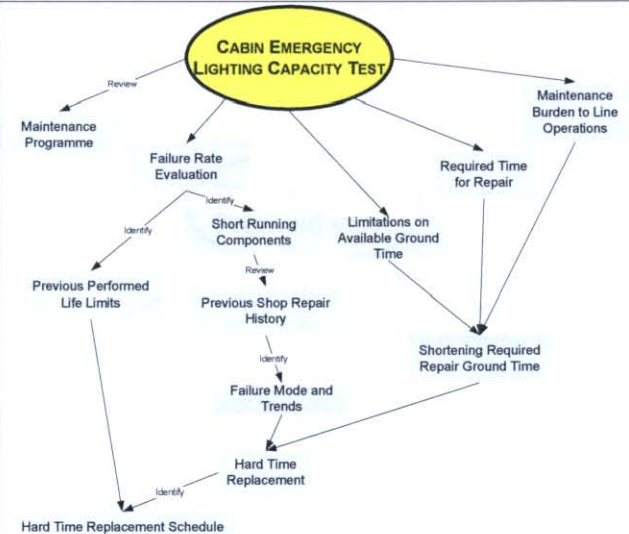 CABIN EMERGENCY
LIGHTING CAPACITY TEST
Review
Maintenance
Programme
Failure Rate
Evaluation
Maintenance
Burden to Line
Operations
Required Time
for Repair
Identify
Short Running
Components
Limitations on
Available Ground
Time
Identify
Review
Previous Performed
Life Limits
Previous Shop Repair
History
Shortening Required
Repair Ground Time
Identify
Failure Mode and
Trends
Hard Time
Replacement
Identify
Hard Time Replacement Schedule